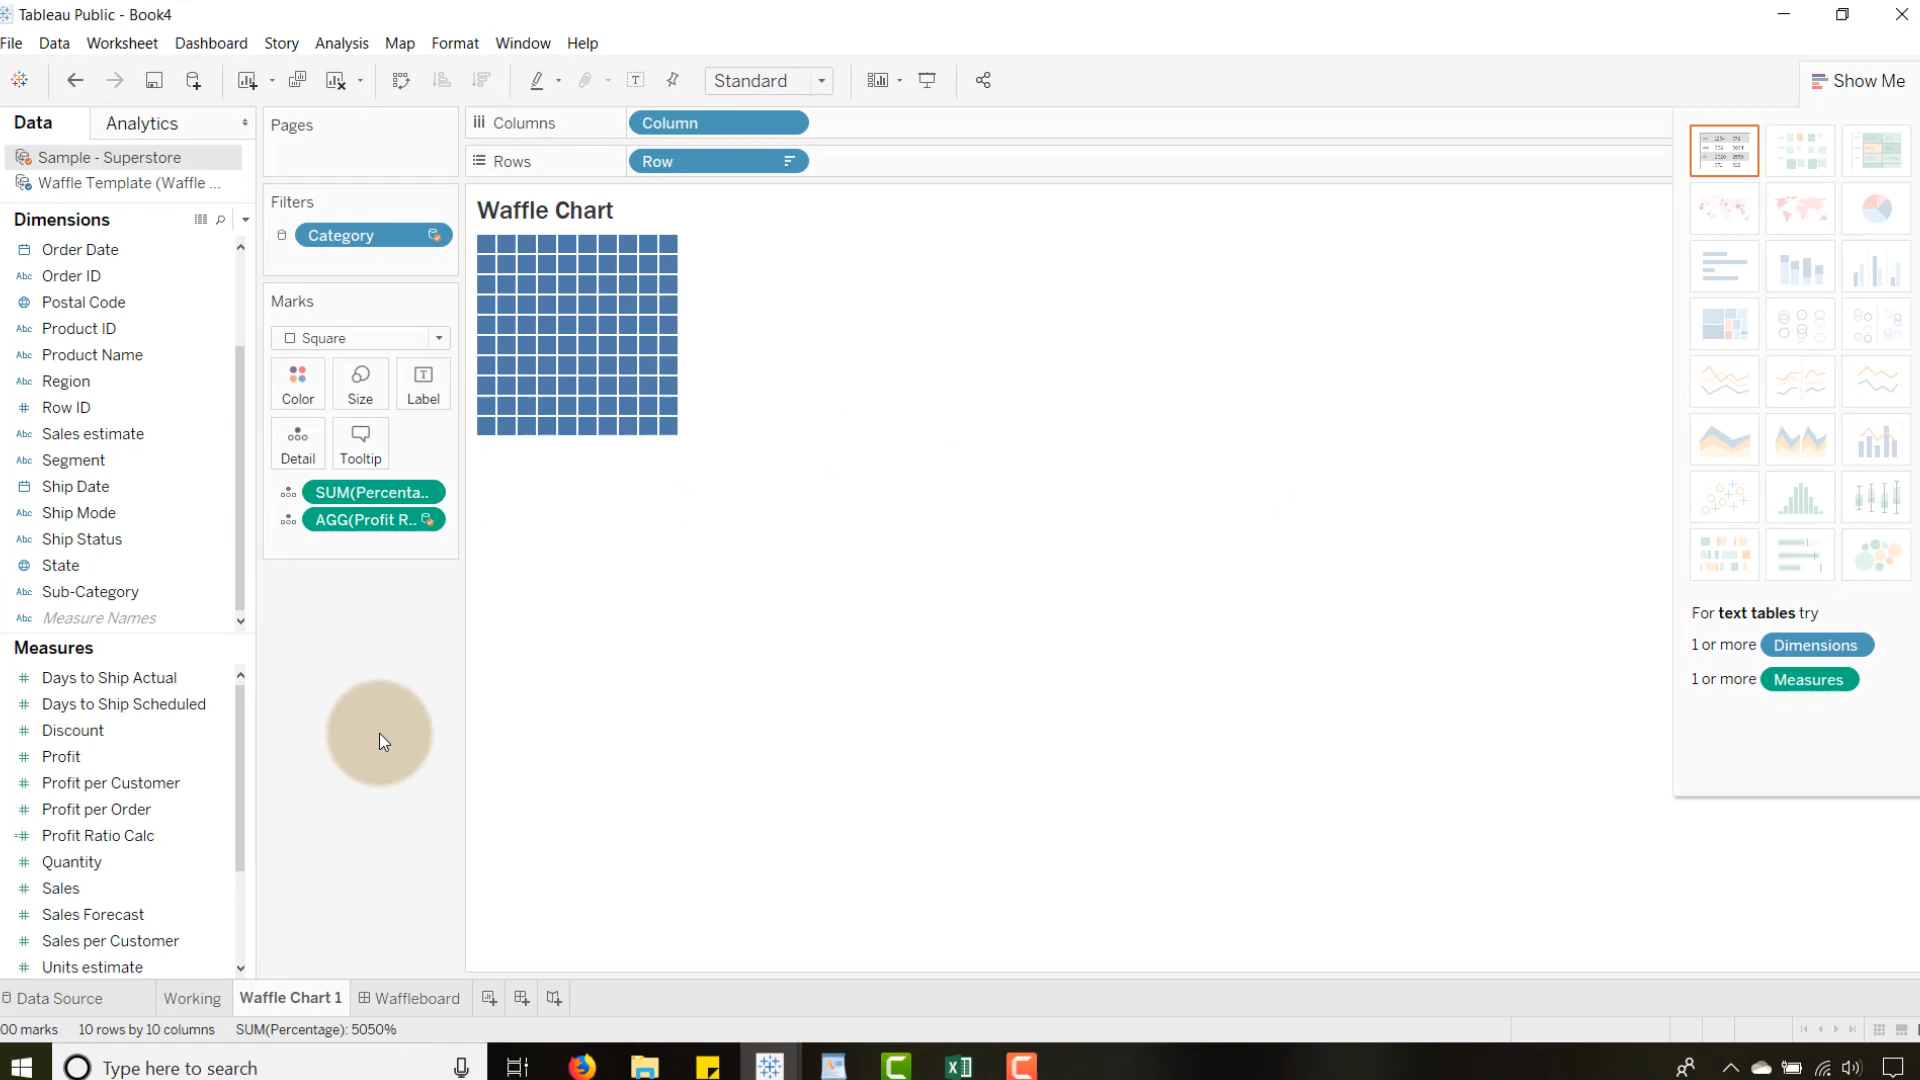 Tableau Public - Book4
File Data Worksheet Dashboard Story Analysis Map Format Window Help
Standard
Show Me
Data Analytics
Sample - Superstore
Waffle Template (Waffle ...
Dimensions
Order Date
Order ID
Postal Code
Product ID
Product Name
Region
Row ID
Sales estimate
Segment
Ship Date
Ship Mode
Ship Status
State
Sub-Category
Measure Names
Measures
Days to Ship Actual
Days to Ship Scheduled
Discount
Profit
Profit per Customer
Profit per Order
Profit Ratio Calc
Quantity
Sales
Sales Forecast
Sales per Customer
Units estimate
Pages
Filters
Category
Marks
Square
Color Size Label
Detail Tooltip
SUM(Percenta..
AGG(Profit R..
Columns Column
Rows Row
Waffle Chart
For text tables try
1 or more Dimensions
1 or more Measures
Data Source Working Waffle Chart 1 Waffleboard
00 marks 10 rows by 10 columns SUM(Percentage): 5050%
Type here to search